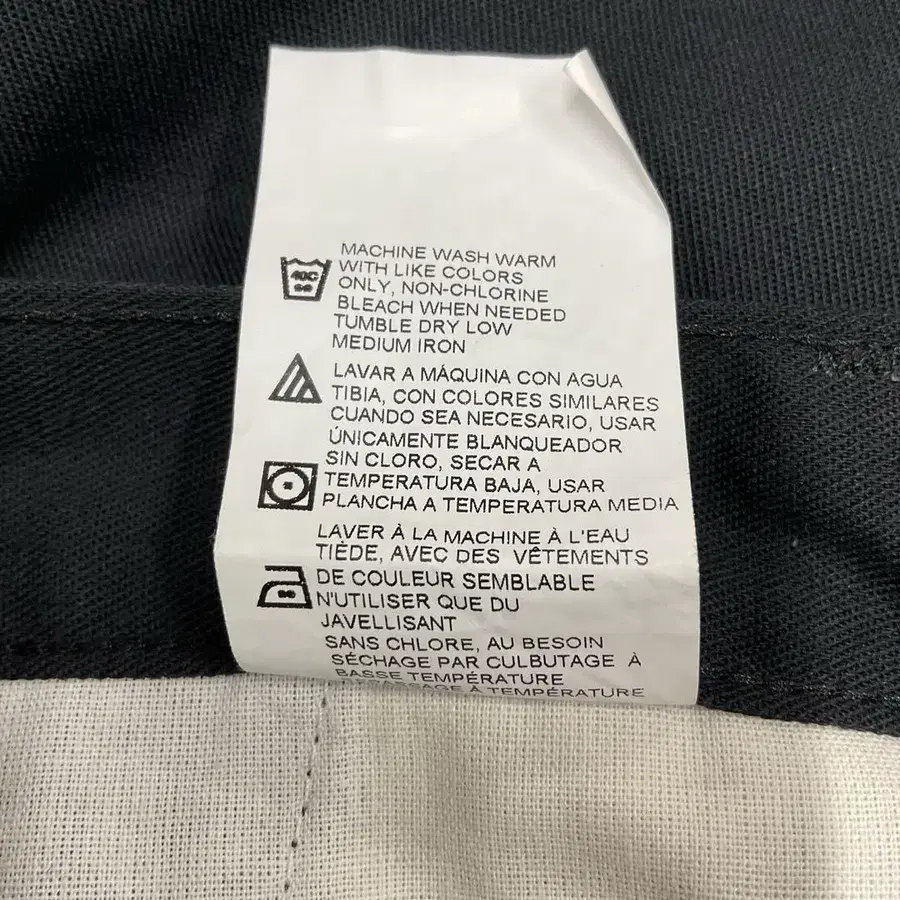 40C
MACHINE WASH WARM
WITH LIKE COLORS
ONLY, NON-CHLORINE
BLEACH WHEN NEEDED
TUMBLE DRY LOW
MEDIUM IRON
LAVAR A MÁQUINA CON AGUA
TIBIA, CON COLORES SIMILARES
CUANDO SEA NECESARIO, USAR
ÚNICAMENTE BLANQUEADOR
SIN CLORO, SECAR A
TEMPERATURA BAJA, USAR
PLANCHA A TEMPERATURA MEDIA
LAVER À LA MACHINE À L'EAU
TIÈDE, AVEC DES VÊTEMENTS
DE COULEUR SEMBLABLE
N'UTILISER QUE DU
JAVELLISANT
SANS CHLORE, AU BESOIN
SÉCHAGE PAR CULBUTAGE À
BASSE TEMPÉRATURE
À TEMPÉRATURE